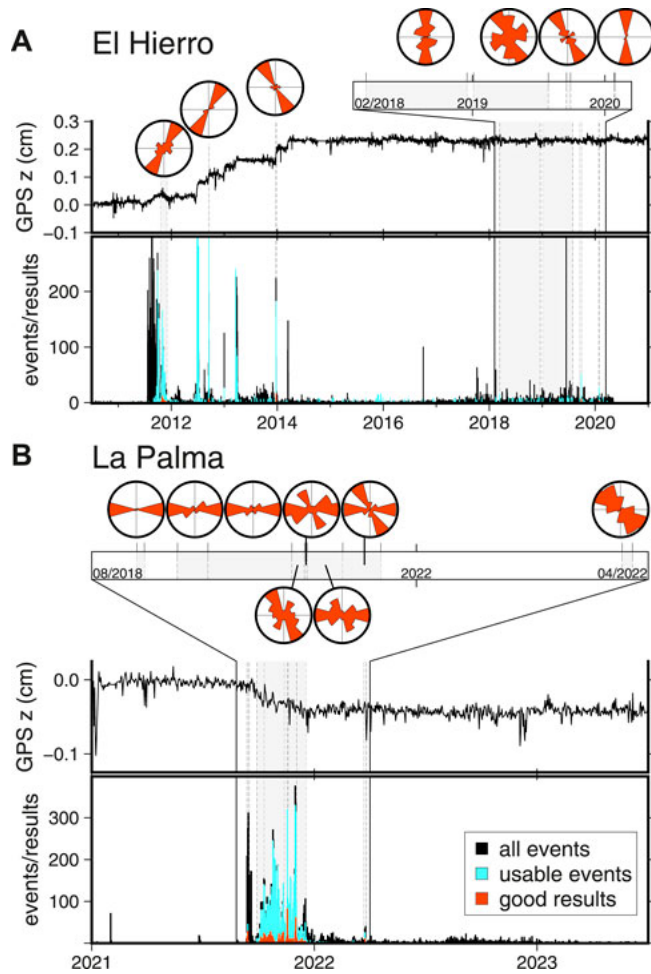 A El Hierro
02/2018 2019 2020
GPS z (cm)
0.3
0.2
0.1
0.0
−0.1
events/results
200
100
0
2012 2014 2016 2018 2020
B La Palma
08/2018 2022 04/2022
GPS z (cm)
0.0
−0.1
events/results
300
200
100
all events
usable events
good results
2021 2022 2023